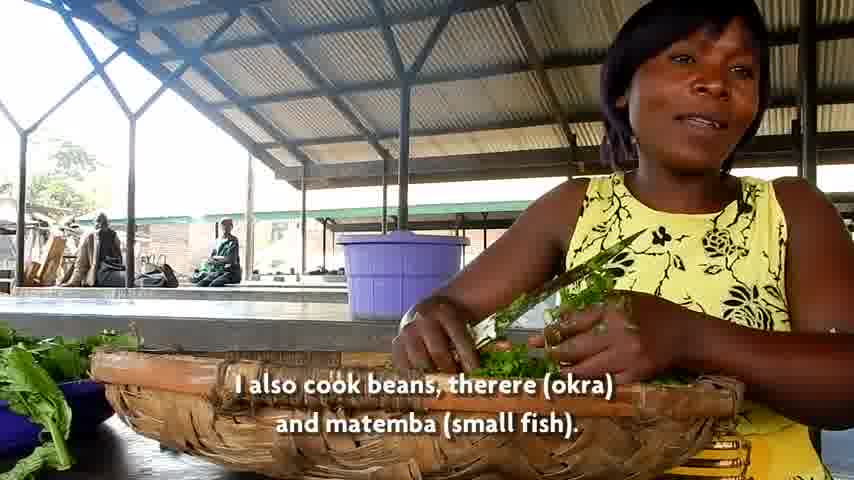 I also cook beans, therere (okra)
and matemba (small fish).